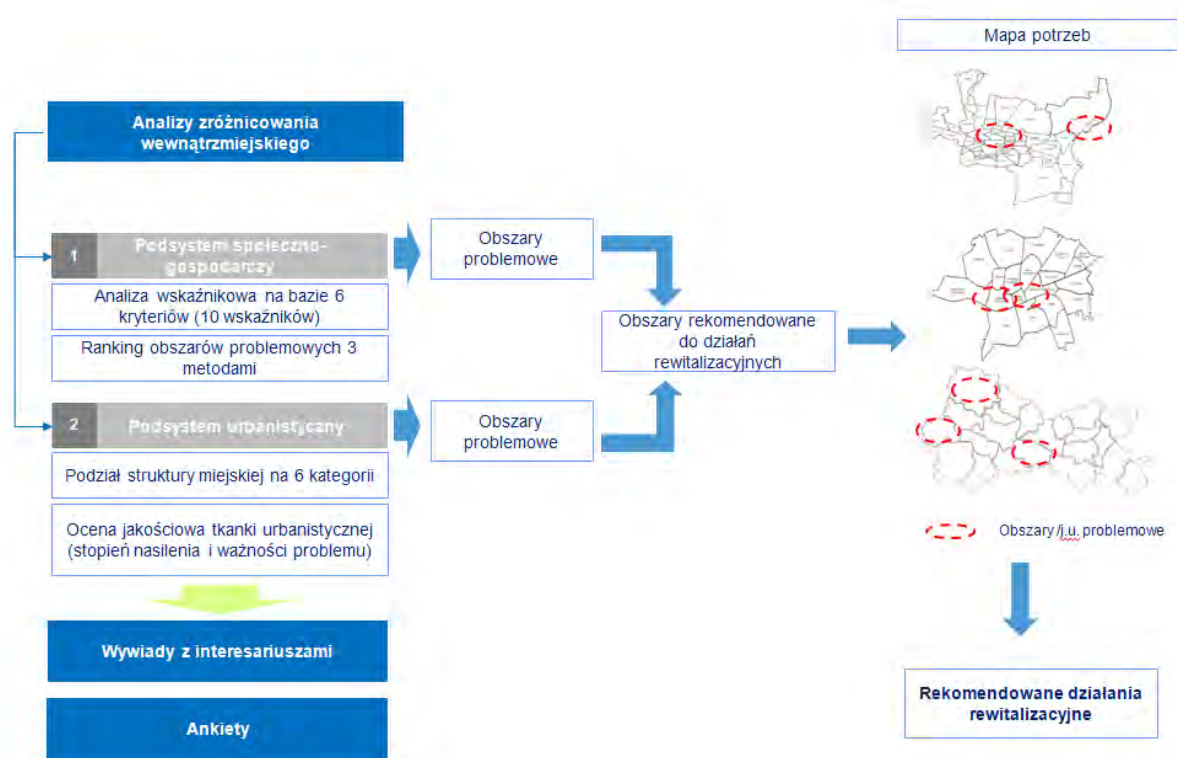 Mapa potrzeb
Analizy zróżnicowania
wewnątrzmiejskiego
1
Podsystem społeczno-
gospodarczy
Obszary
problemowe
Analiza wskaźnikowa na bazie 6
kryteriów (10 wskaźników)
Ranking obszarów problemowych 3
metodami
Obszary rekomendowane
do działań
rewitalizacyjnych
2
Podsystem urbanistyczny
Obszary
problemowe
Podział struktury miejskiej na 6 kategorii
Ocena jakościowa tkanki urbanistycznej
(stopień nasilenia i ważności problemu)
Obszary/j.u. problemowe
Wywiady z interesariuszami
Ankiety
Rekomendowane działania
rewitalizacyjne